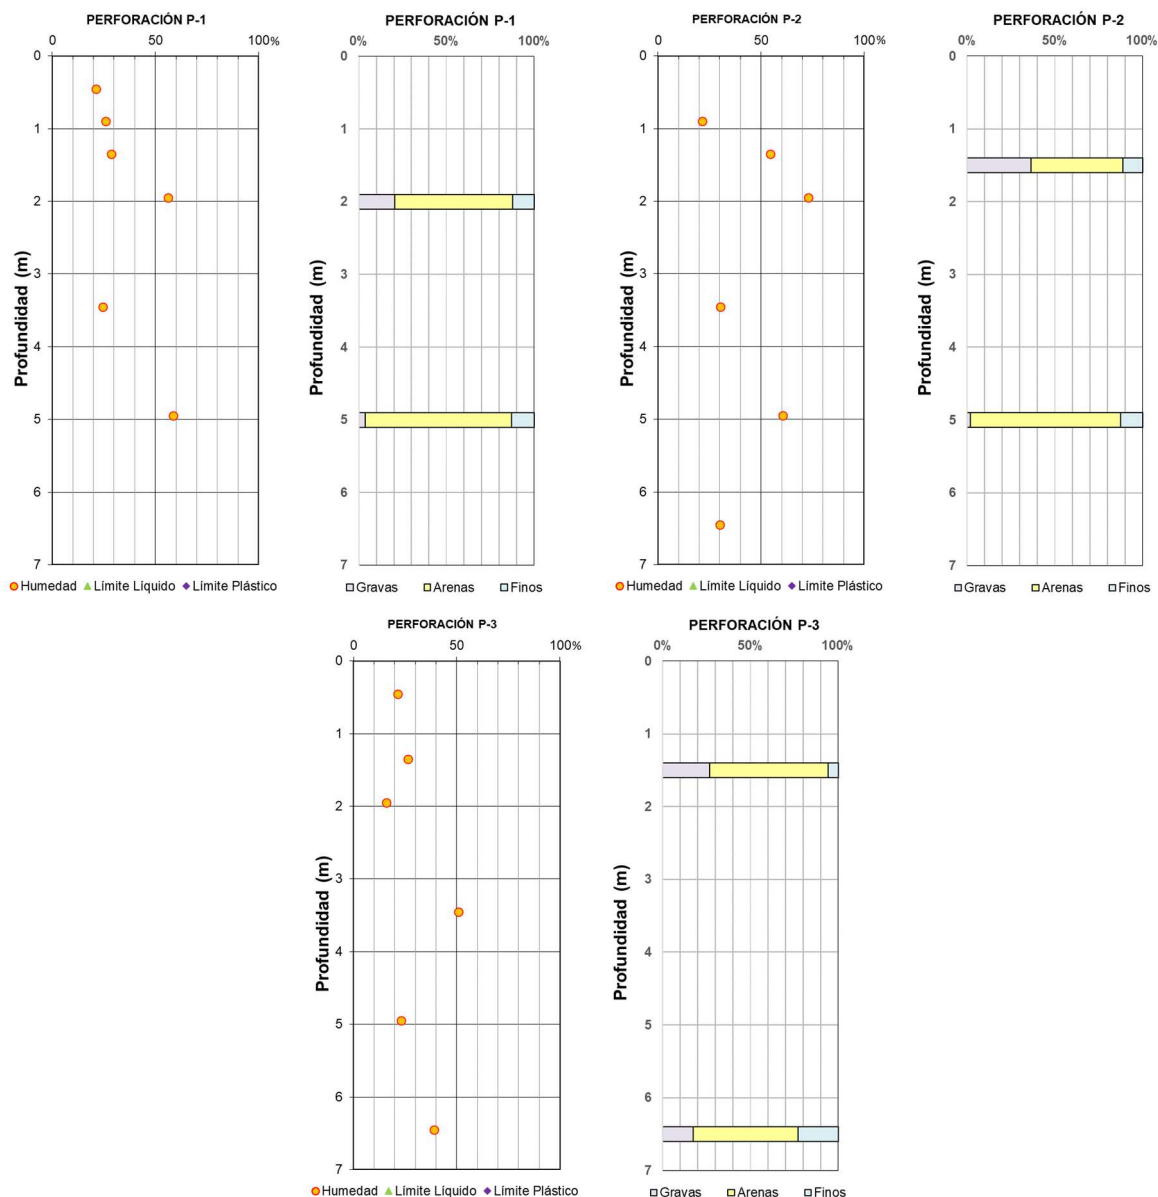 PERFORACIÓN P-1
0 50 100%
0
1
2
3
4
5
6
7
Profundidad (m)
Humedad Límite Líquido Límite Plástico
PERFORACIÓN P-1
0% 50% 100%
0
1
2
3
4
5
6
7
Profundidad (m)
Gravas Arenas Finos
PERFORACIÓN P-2
0 50 100%
0
1
2
3
4
5
6
7
Profundidad (m)
Humedad Límite Líquido Límite Plástico
PERFORACIÓN P-2
0% 50% 100%
0
1
2
3
4
5
6
7
Profundidad (m)
Gravas Arenas Finos
PERFORACIÓN P-3
0 50 100%
0
1
2
3
4
5
6
7
Profundidad (m)
Humedad Límite Líquido Límite Plástico
PERFORACIÓN P-3
0% 50% 100%
0
1
2
3
4
5
6
7
Profundidad (m)
Gravas Arenas Finos